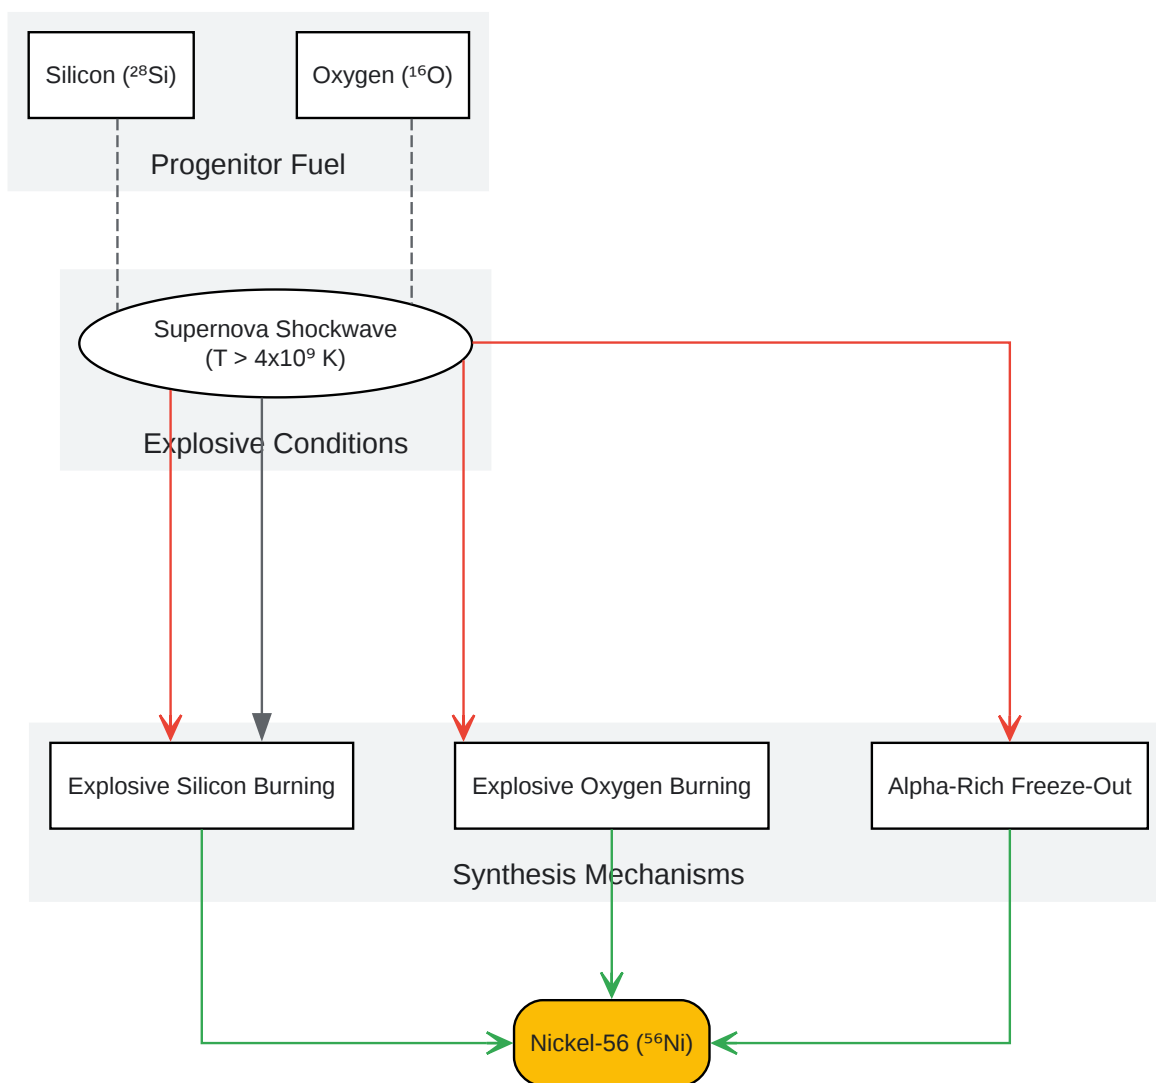 Silicon (²⁸Si)
Oxygen (¹⁶O)
Progenitor Fuel
Supernova Shockwave
(T > 4x10⁹ K)
Explosive Conditions
Explosive Silicon Burning
Explosive Oxygen Burning
Alpha-Rich Freeze-Out
Synthesis Mechanisms
Nickel-56 (⁵⁶Ni)